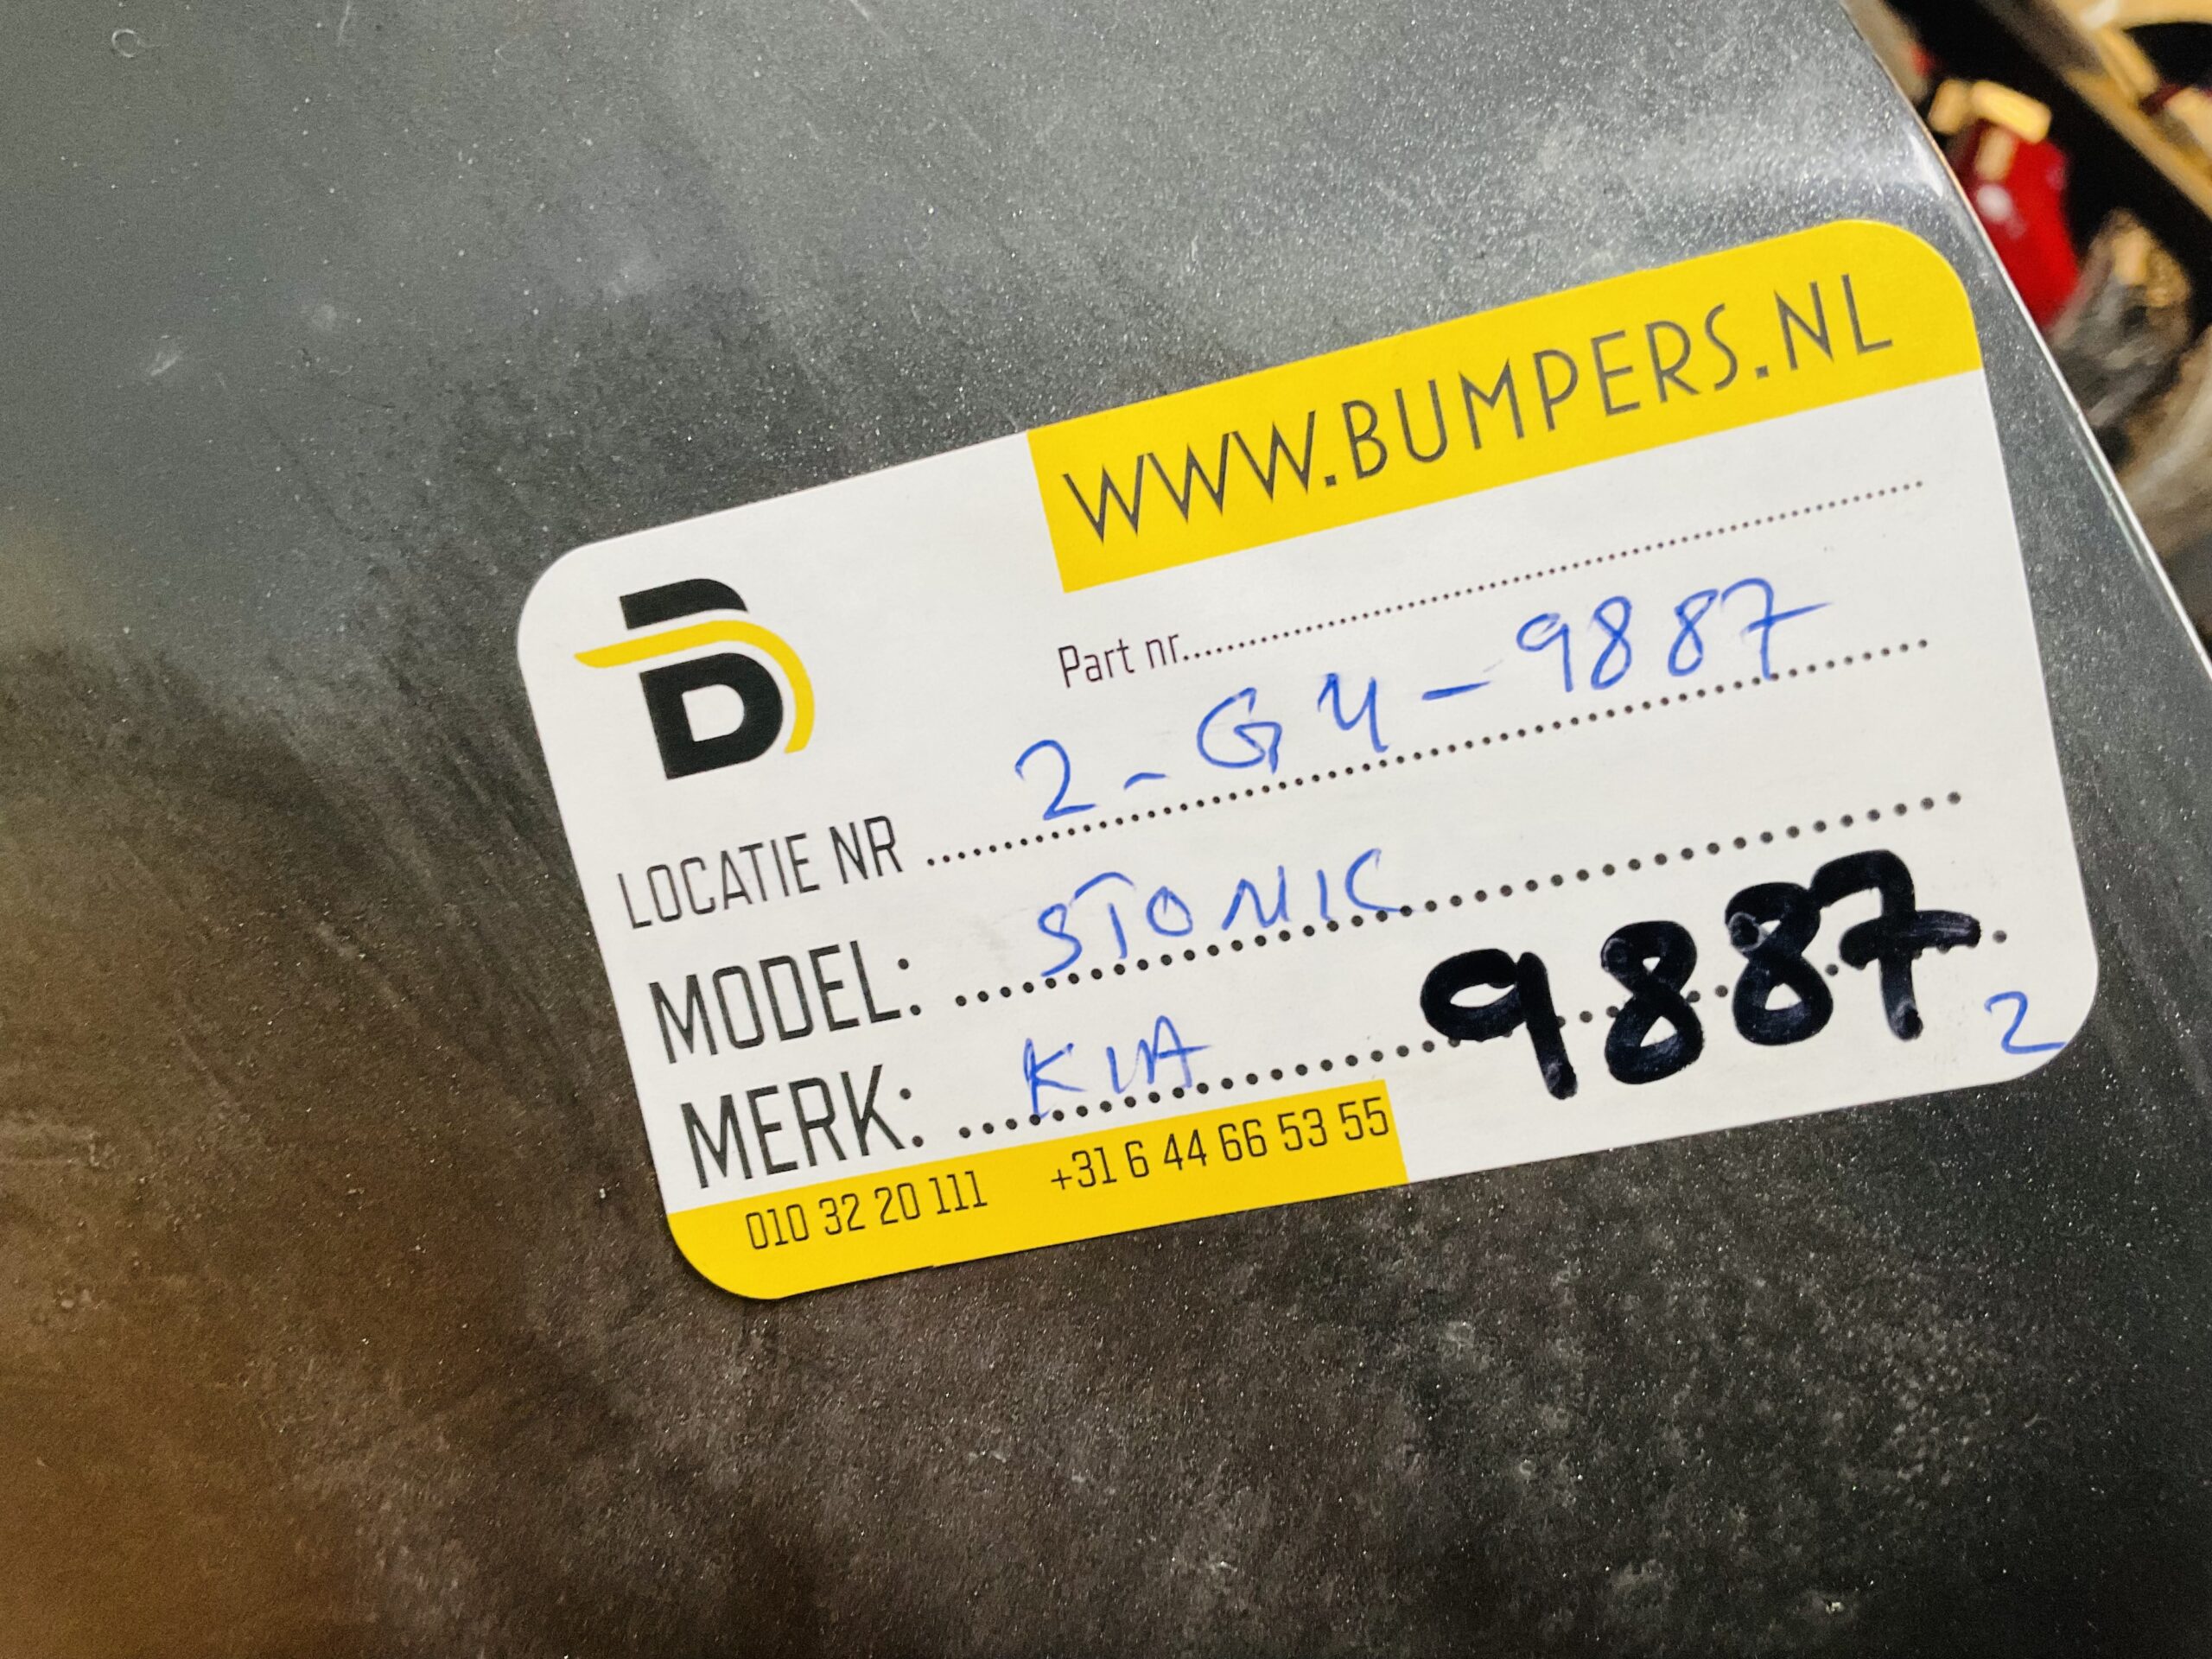 WWW.BUMPERS.NL
Part nr.
LOCATIE NR 2-G4-9887
MODEL: STONIC
MERK: KIA 9887
2
010 32 20 111 +31 6 44 66 53 55